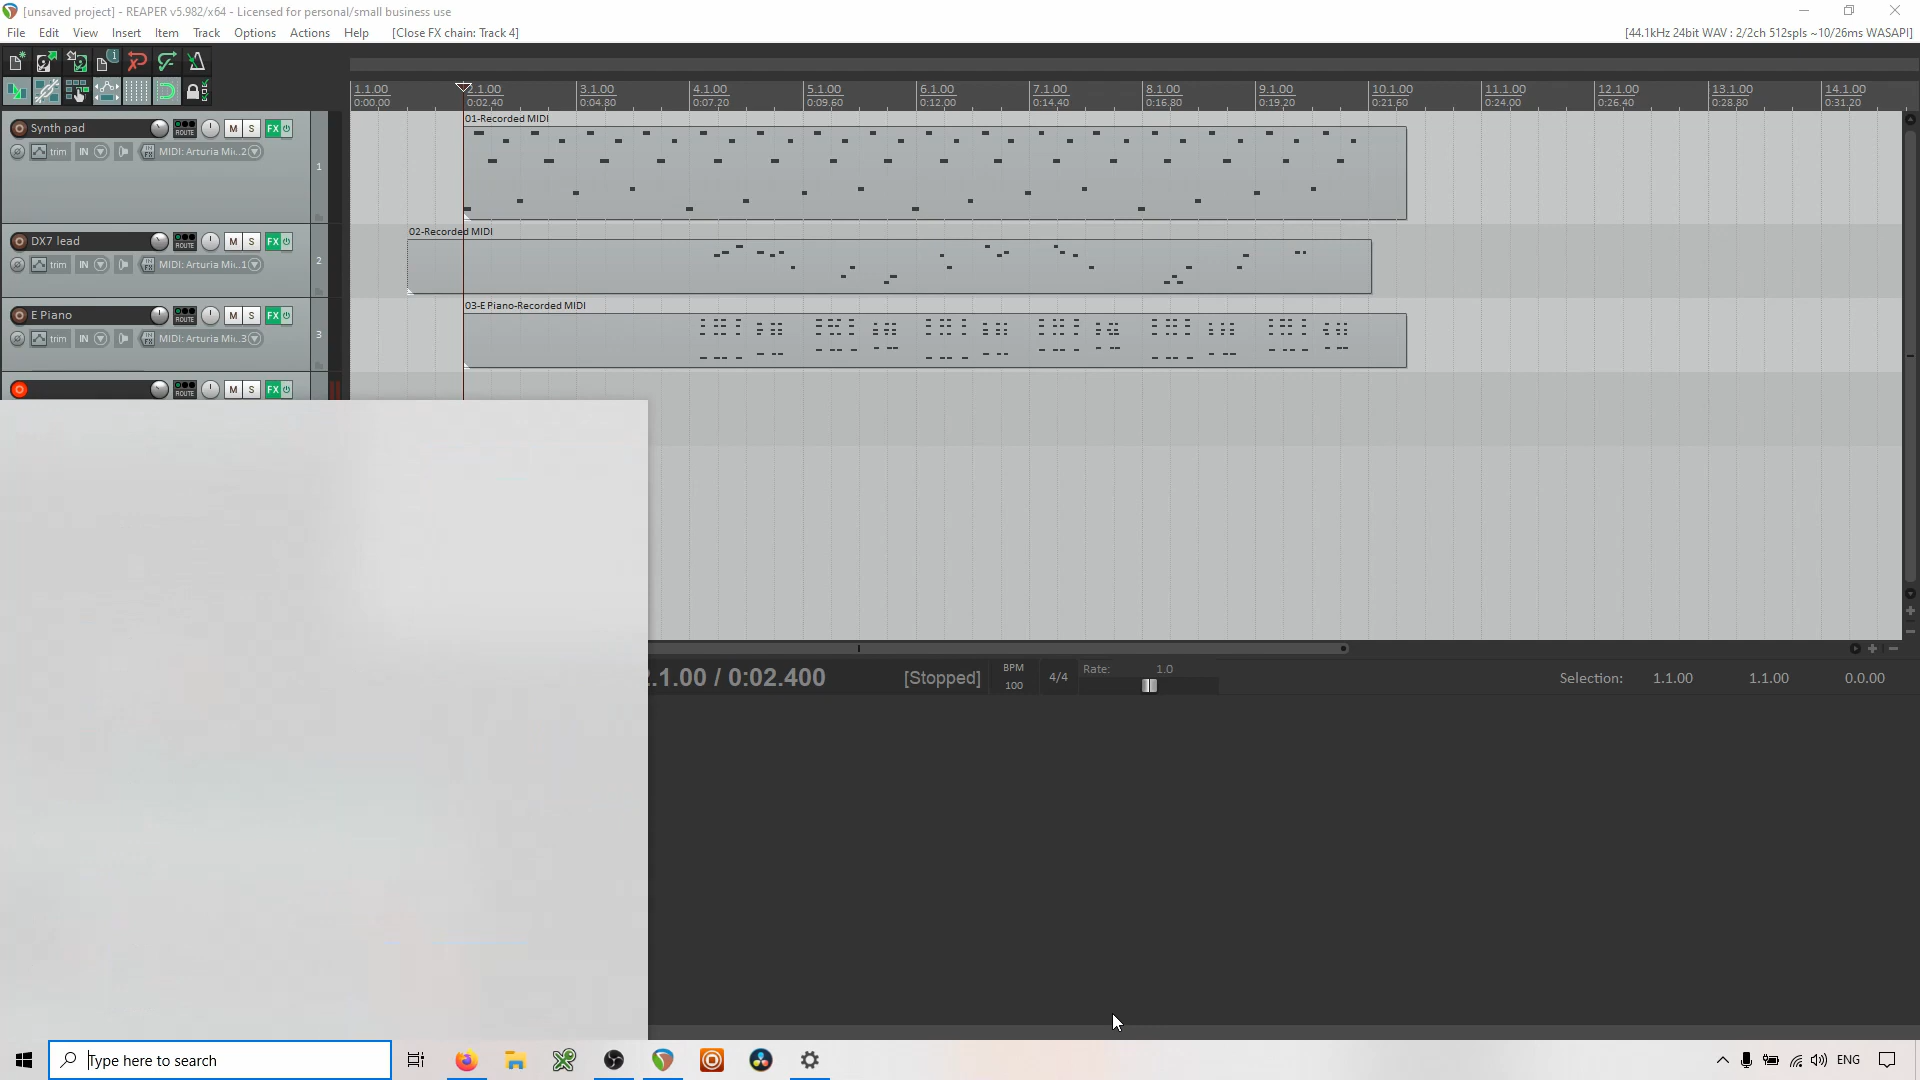 [unsaved project] - REAPER v5.982/x64 - Licensed for personal/small business use
File Edit View Insert Item Track Options Actions Help [Close FX chain: Track 4] [44.1kHz 24bit WAV : 2/2ch 512spls ~10/26ms WASAPI]
1.1.00 2.1.00 3.1.00 4.1.00 5.1.00 6.1.00 7.1.00 8.1.00 9.1.00 10.1.00 11.1.00 12.1.00 13.1.00 14.1.00
0:00.00 0:02.40 0:04.80 0:07.20 0:09.60 0:12.00 0:14.40 0:16.80 0:19.20 0:21.60 0:24.00 0:26.40 0:28.80 0:31.20
01-Recorded MIDI
Synth pad ROUTE M S FX
trim IN FX MIDI: Arturia Mi...2
1
02-Recorded MIDI
DX7 lead ROUTE M S FX
trim IN FX MIDI: Arturia Mi...1
2
03-E Piano-Recorded MIDI
E Piano ROUTE M S FX
trim IN FX MIDI: Arturia Mi...3
3
ROUTE M S FX
2.1.00 / 0:02.400 [Stopped] BPM 100 4/4 Rate: 1.0 Selection: 1.1.00 1.1.00 0.0.00
Type here to search ENG